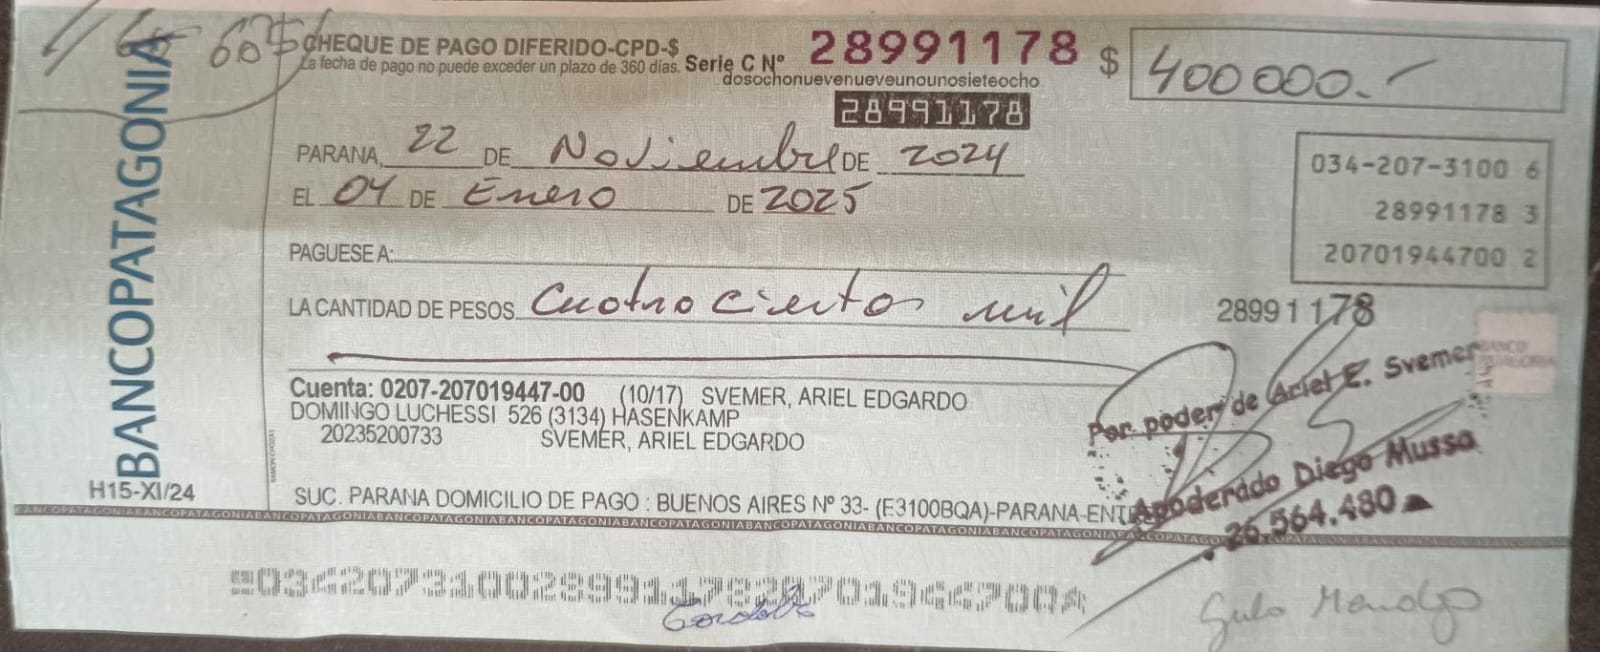 60$
CHEQUE DE PAGO DIFERIDO-CPD-$
La fecha de pago no puede exceder un plazo de 360 días.
Serie C Nº 28991178
dosochonuevenueveunounosieteocho
28991178
$ 400000.-
PARANA, 22 DE Noviembre DE 2024
EL 04 DE Enero DE 2025
034-207-3100 6
28991178 3
20701944700 2
PAGUESE A:
LA CANTIDAD DE PESOS Cuatrocientos mil
28991178
BANCOPATAGONIA
H15-XI/24
Cuenta: 0207-207019447-00 (10/17) SVEMER, ARIEL EDGARDO
DOMINGO LUCHESSI 526 (3134) HASENKAMP
20235200733 SVEMER, ARIEL EDGARDO
Por poder de Ariel E. Svemer
Apoderado Diego Mussa
26.564.480
SUC. PARANA DOMICILIO DE PAGO : BUENOS AIRES Nº 33- (E3100BQA)-PARANA-ENT
BANCOPATAGONIABANCOPATAGONIABANCOPATAGONIABANCOPATAGONIABANCOPATAGONIA